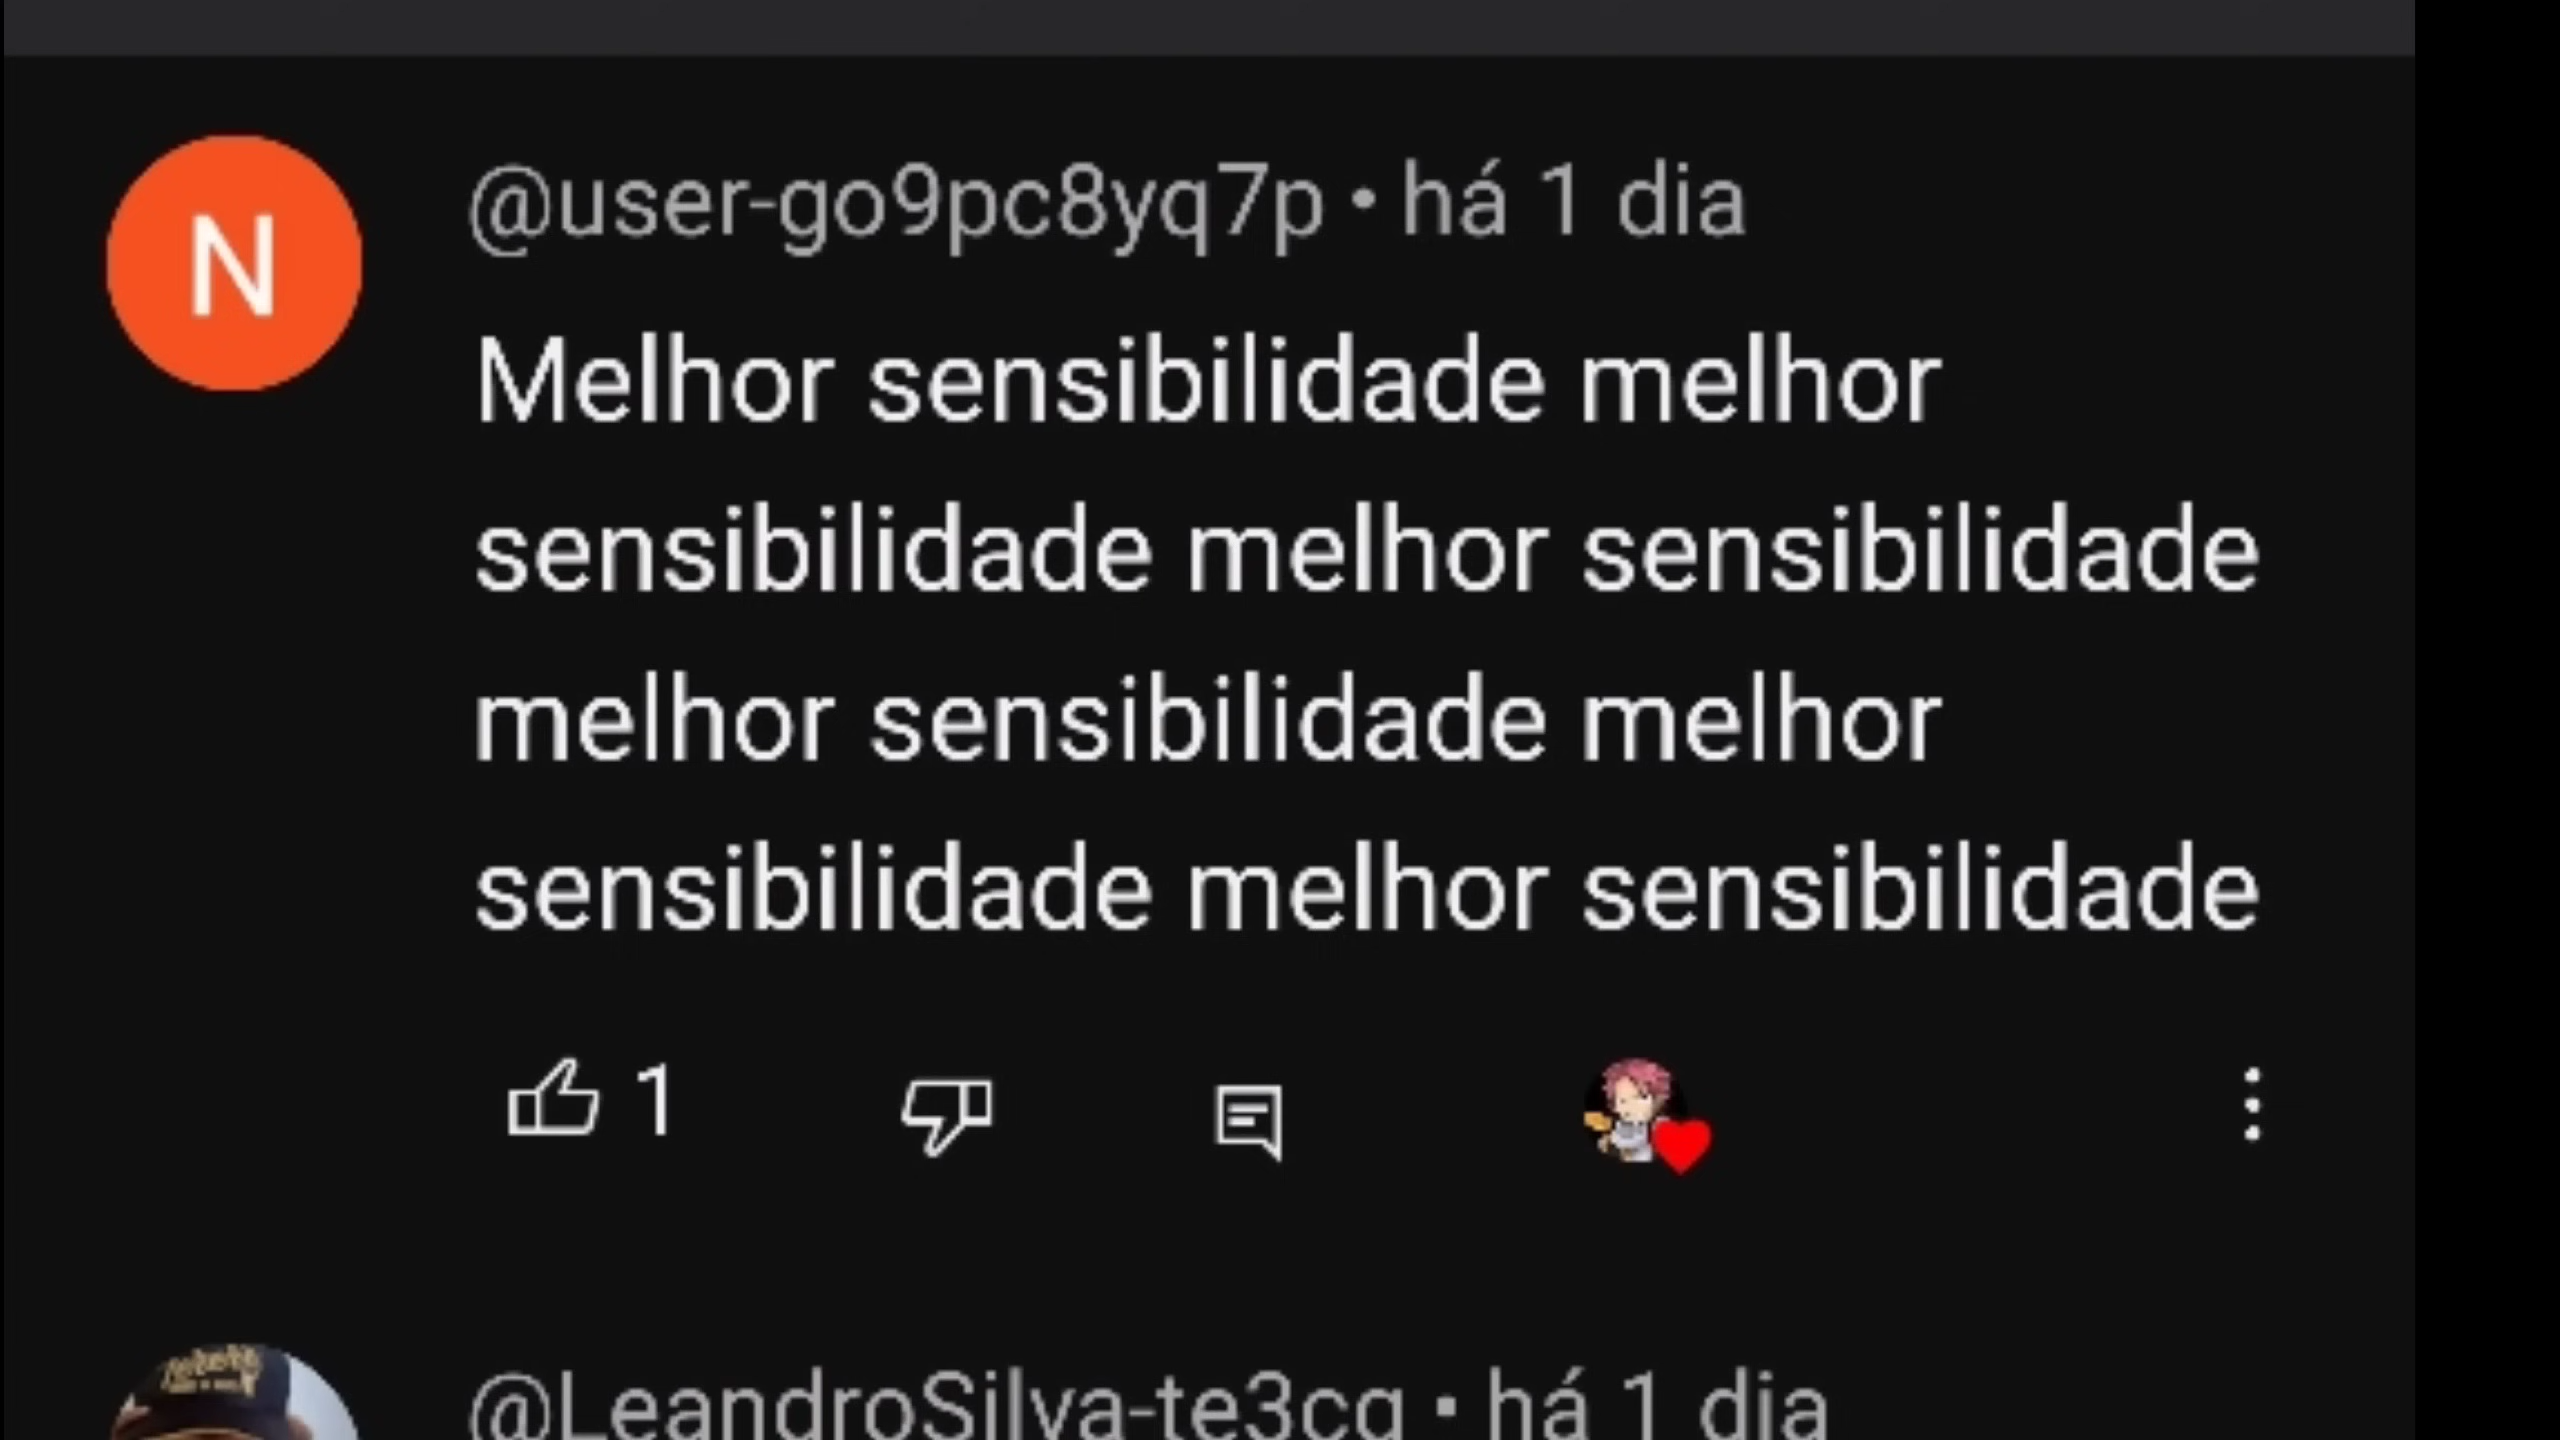 N
@user-go9pc8yq7p • há 1 dia
Melhor sensibilidade melhor
sensibilidade melhor sensibilidade
melhor sensibilidade melhor
sensibilidade melhor sensibilidade
1
@LeandroSilva-te3cq • há 1 dia